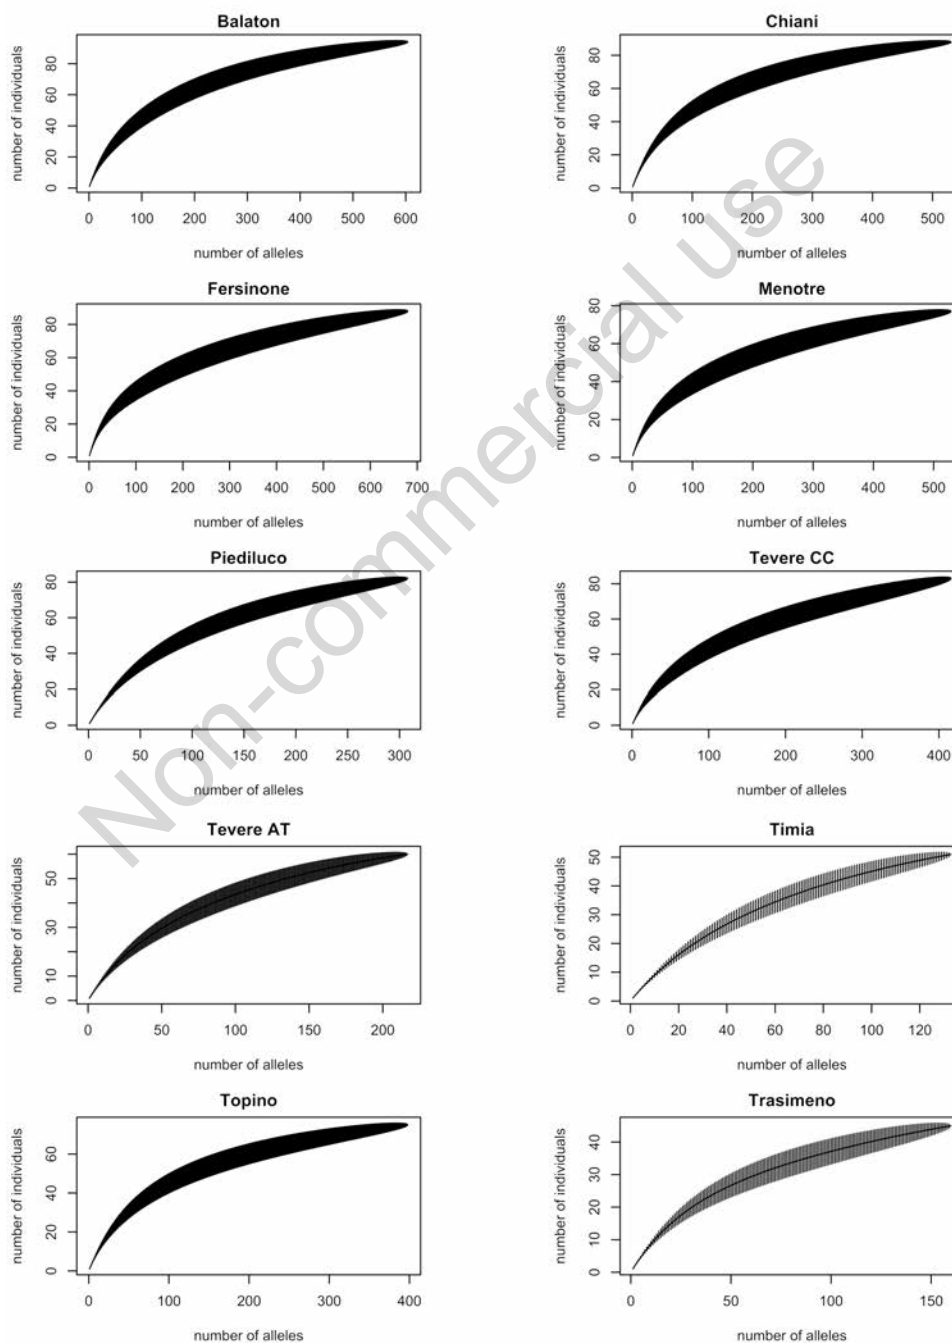 Balaton
number of individuals
0 20 40 60 80
0 100 200 300 400 500 600
number of alleles
Chiani
number of individuals
0 20 40 60 80
0 100 200 300 400 500
number of alleles
Fersinone
number of individuals
0 20 40 60 80
0 100 200 300 400 500 600 700
number of alleles
Menotre
number of individuals
0 20 40 60 80
0 100 200 300 400 500
number of alleles
Piediluco
number of individuals
0 20 40 60 80
0 50 100 150 200 250 300
number of alleles
Tevere CC
number of individuals
0 20 40 60 80
0 100 200 300 400
number of alleles
Tevere AT
number of individuals
0 10 30 50
0 50 100 150 200
number of alleles
Timia
number of individuals
0 10 20 30 40 50
0 20 40 60 80 100 120
number of alleles
Topino
number of individuals
0 20 40 60
0 100 200 300 400
number of alleles
Trasimeno
number of individuals
0 10 20 30 40
0 50 100 150
number of alleles
Non-commercial use